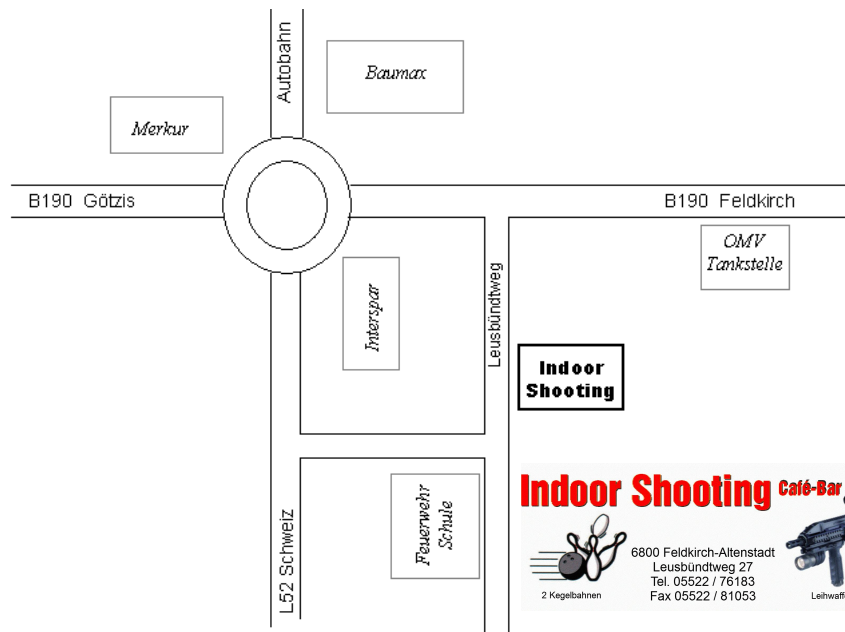 Autobahn
Baumax
Merkur
B190 Götzis
B190 Feldkirch
OMV
Tankstelle
Interspar
Leusbündtweg
Indoor
Shooting
L52 Schweiz
Feuerwehr
Schule
Indoor Shooting Café-Bar
6800 Feldkirch-Altenstadt
Leusbündtweg 27
Tel. 05522 / 76183
Fax 05522 / 81053
2 Kegelbahnen
Leihwaffe